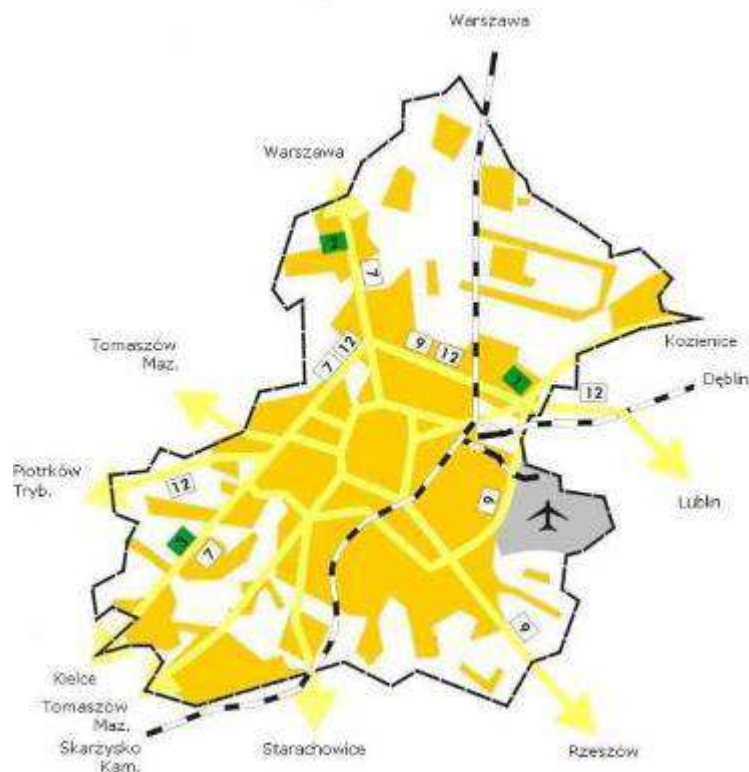 Warszawa
Warszawa
2
7
Tomaszów
Maz.
7 12
9 12
Kozienice
Dęblin
12
Piotrków
Tryb.
12
9
Lublin
7
9
Kielce
Tomaszów
Maz.
Skarżysko
Kam.
Starachowice
Rzeszów